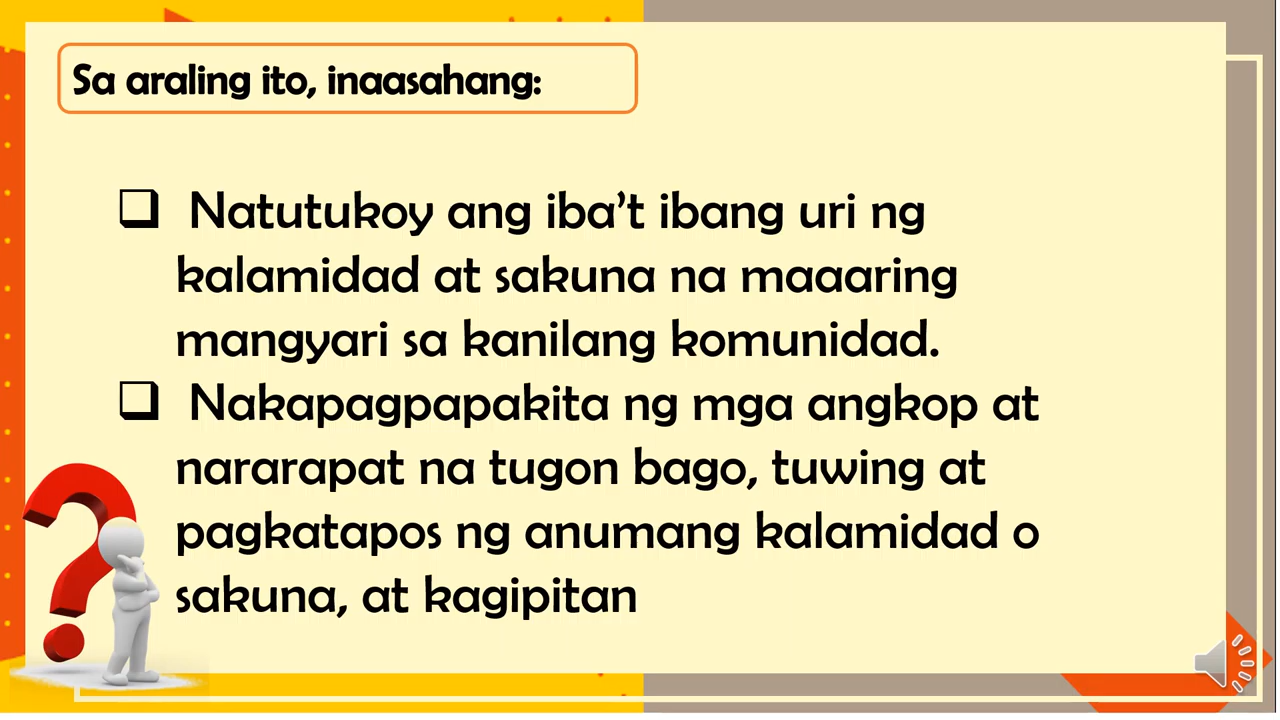 Sa araling ito, inaasahang:
❑ Natutukoy ang iba’t ibang uri ng
kalamidad at sakuna na maaaring
mangyari sa kanilang komunidad.
❑ Nakapagpapakita ng mga angkop at
nararapat na tugon bago, tuwing at
pagkatapos ng anumang kalamidad o
sakuna, at kagipitan